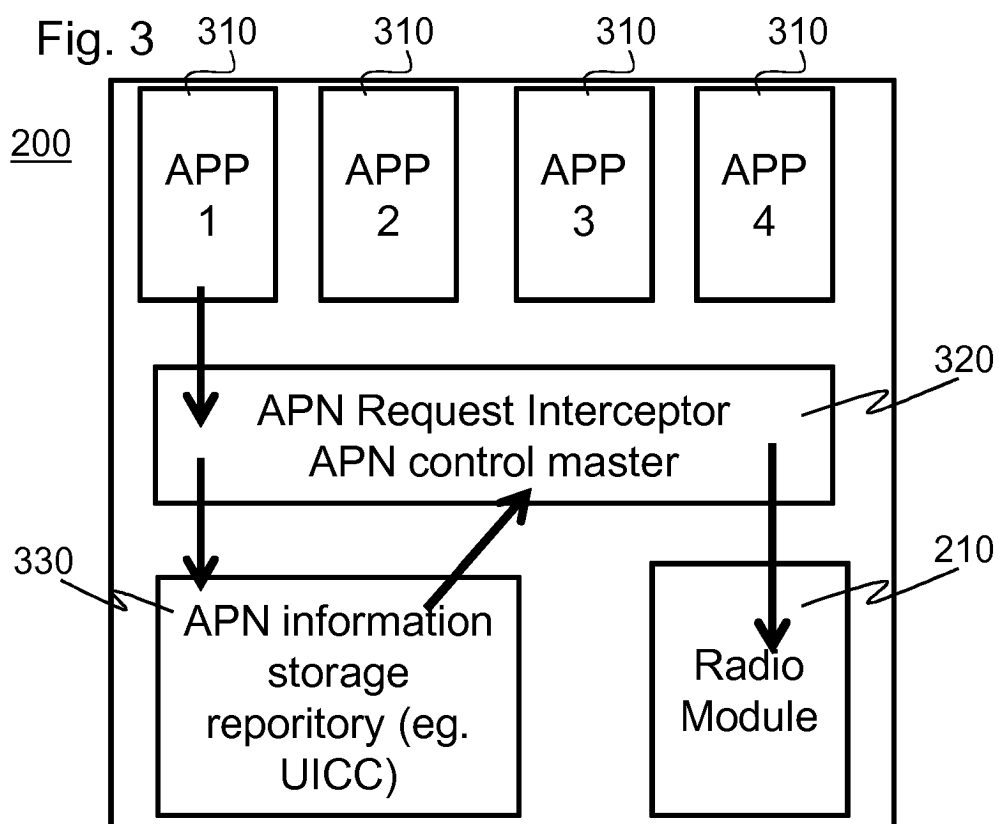 Fig. 3
310 310 310 310
200
APP 1
APP 2
APP 3
APP 4
320
APN Request Interceptor
APN control master
330
210
APN information
storage
reporitory (eg.
UICC)
Radio
Module